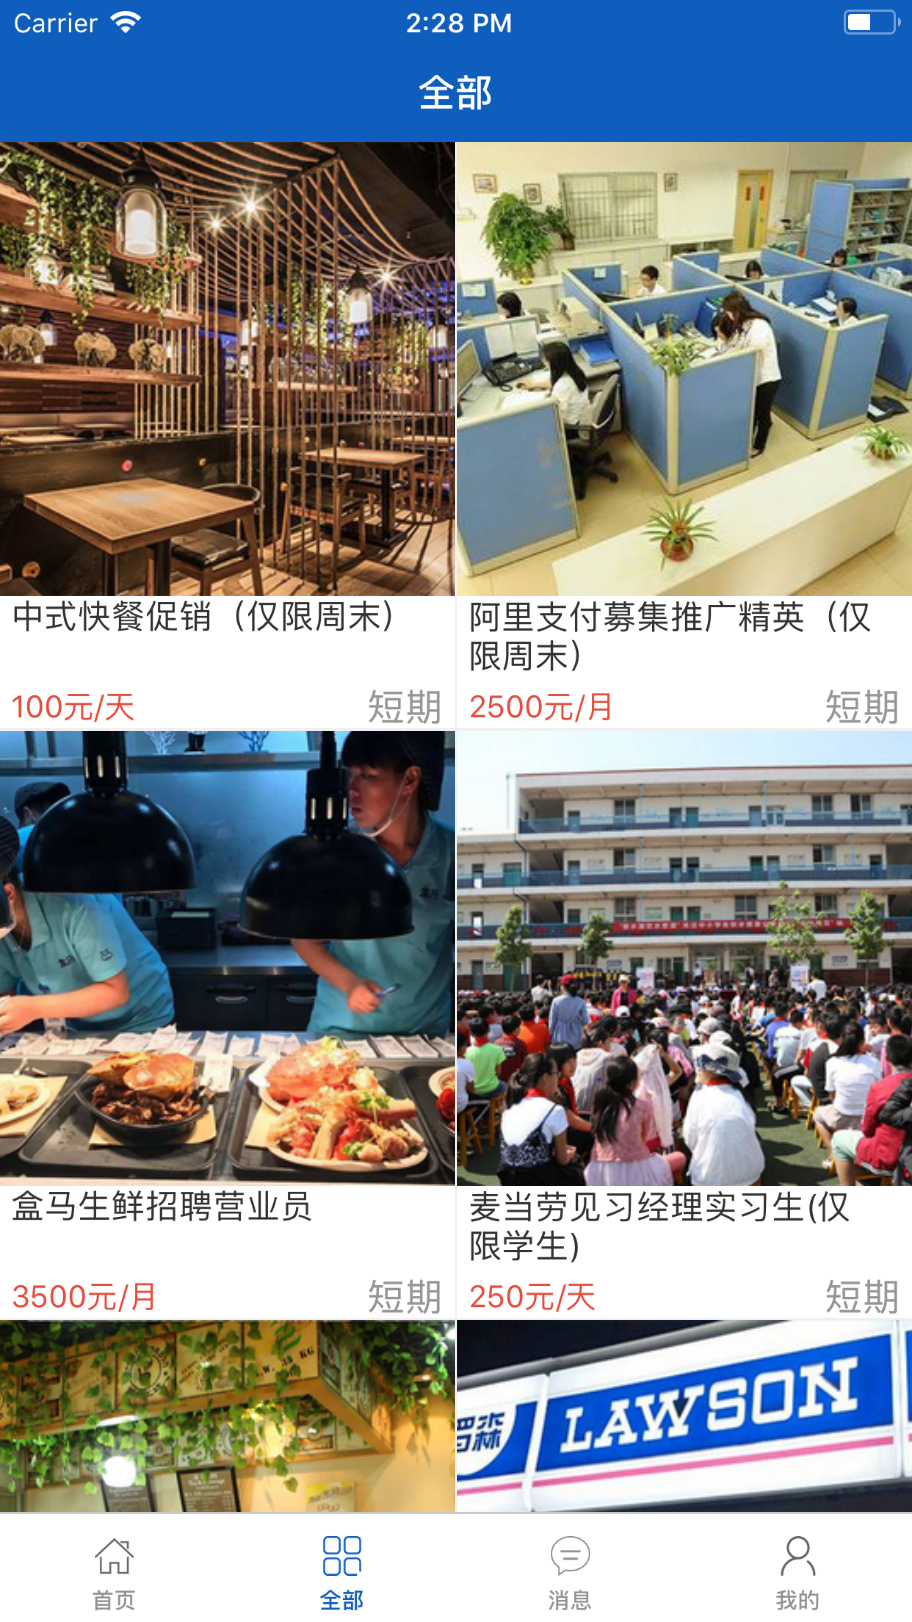 Carrier
2:28 PM
全部
中式快餐促销（仅限周末）
100元/天
短期
阿里支付募集推广精英（仅
限周末）
2500元/月
短期
盒马生鲜招聘营业员
3500元/月
短期
麦当劳见习经理实习生(仅
限学生)
250元/天
短期
LAWSON
首页
全部
消息
我的